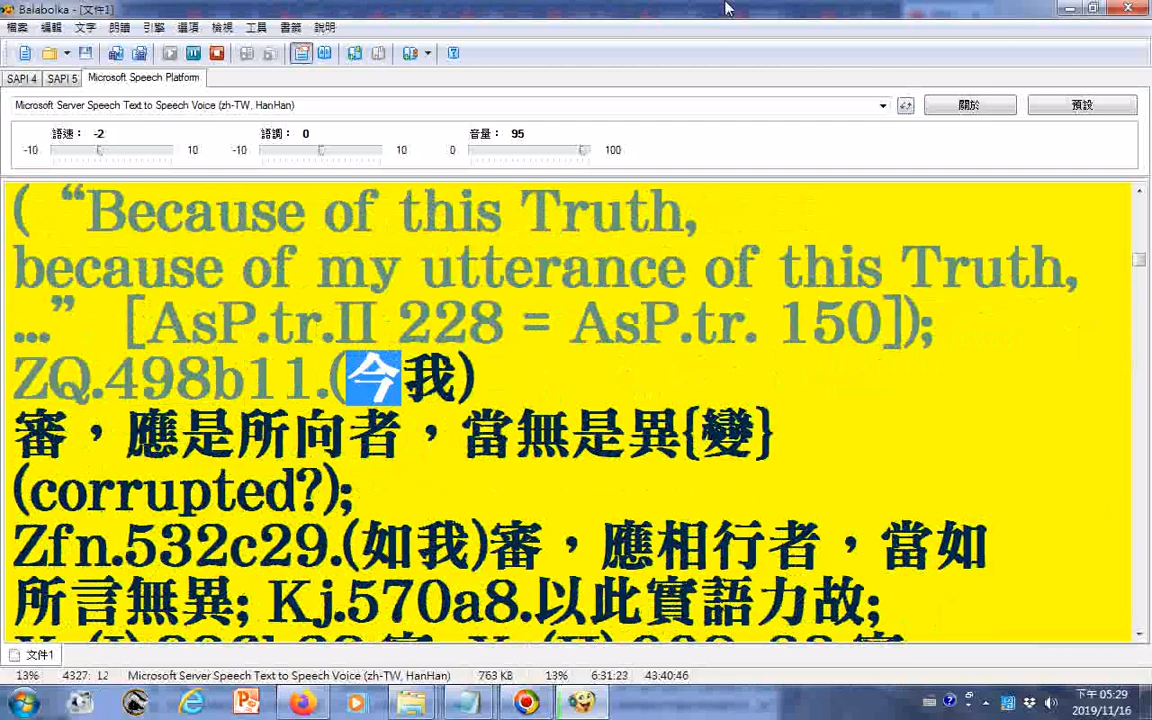 Balabolka - [文件1]
檔案 編輯 文字 朗讀 引擎 選項 檢視 工具 書籤 說明
SAPI 4 SAPI 5 Microsoft Speech Platform
Microsoft Server Speech Text to Speech Voice (zh-TW, HanHan) 關於 預設
語速： -2 語調： 0 音量： 95
-10 10 -10 10 0 100
( “Because of this Truth,
because of my utterance of this Truth,
...” [AsP.tr.II 228 = AsP.tr. 150]);
ZQ.498b11.(今我)
審，應是所向者，當無是異{變}
(corrupted?);
Zfn.532c29.(如我)審，應相行者，當如
所言無異; Kj.570a8.以此實語力故;
文件1
13% 4327: 12 Microsoft Server Speech Text to Speech Voice (zh-TW, HanHan) 763 KB 13% 6:31:23 43:40:46
下午 05:29
2019/11/16